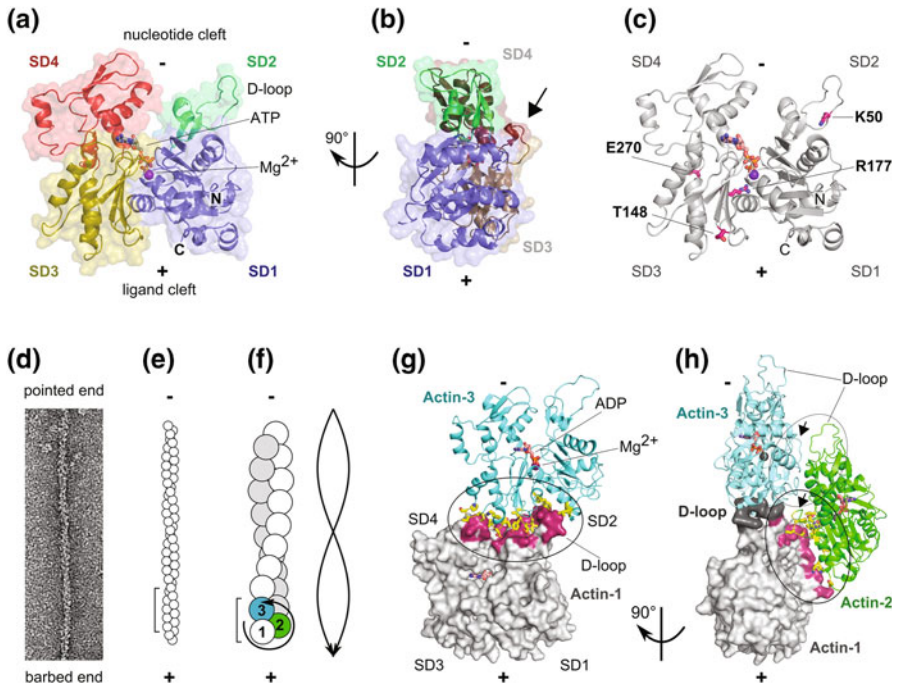 (a)
nucleotide cleft
SD4
-
SD2
D-loop
ATP
Mg2+
N
C
SD3
+
SD1
ligand cleft
90°
(b)
-
SD2
SD4
SD1
SD3
+
(c)
SD4
-
SD2
K50
E270
R177
N
T148
C
SD3
+
SD1
(d)
pointed end
barbed end
(e)
-
+
(f)
-
3
2
1
+
(g)
-
Actin-3
ADP
Mg2+
SD4
SD2
D-loop
Actin-1
SD3
+
SD1
90°
(h)
-
D-loop
Actin-3
D-loop
Actin-2
Actin-1
+